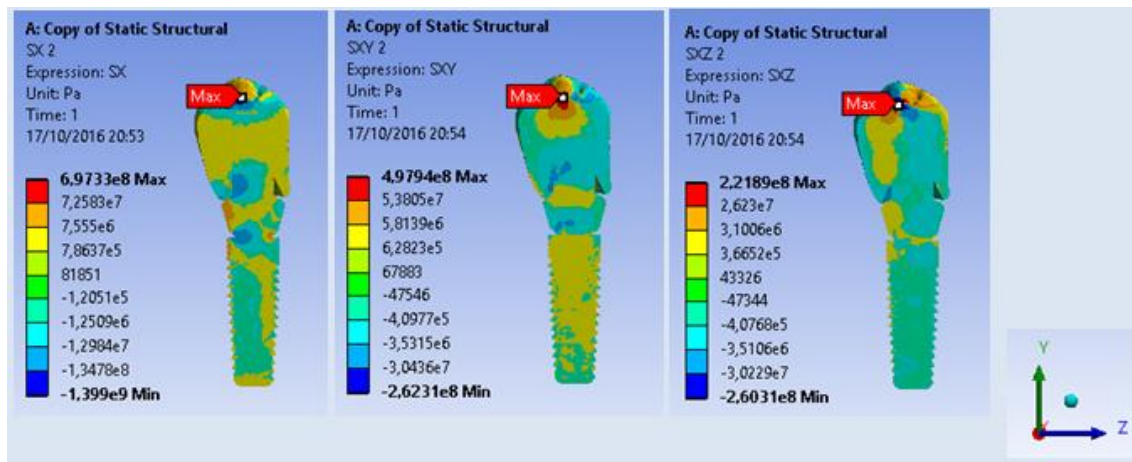 A: Copy of Static Structural
SX 2
Expression: SX
Unit: Pa
Time: 1
17/10/2016 20:53
Max
6,9733e8 Max
7,2583e7
7,555e6
7,8637e5
81851
-1,2051e5
-1,2509e6
-1,2984e7
-1,3478e8
-1,399e9 Min
A: Copy of Static Structural
SXY 2
Expression: SXY
Unit: Pa
Time: 1
17/10/2016 20:54
Max
4,9794e8 Max
5,3805e7
5,8139e6
6,2823e5
67883
-47546
-4,0977e5
-3,5315e6
-3,0436e7
-2,6231e8 Min
A: Copy of Static Structural
SXZ 2
Expression: SXZ
Unit: Pa
Time: 1
17/10/2016 20:54
Max
2,2189e8 Max
2,623e7
3,1006e6
3,6652e5
43326
-47344
-4,0768e5
-3,5106e6
-3,0229e7
-2,6031e8 Min
Y
Z